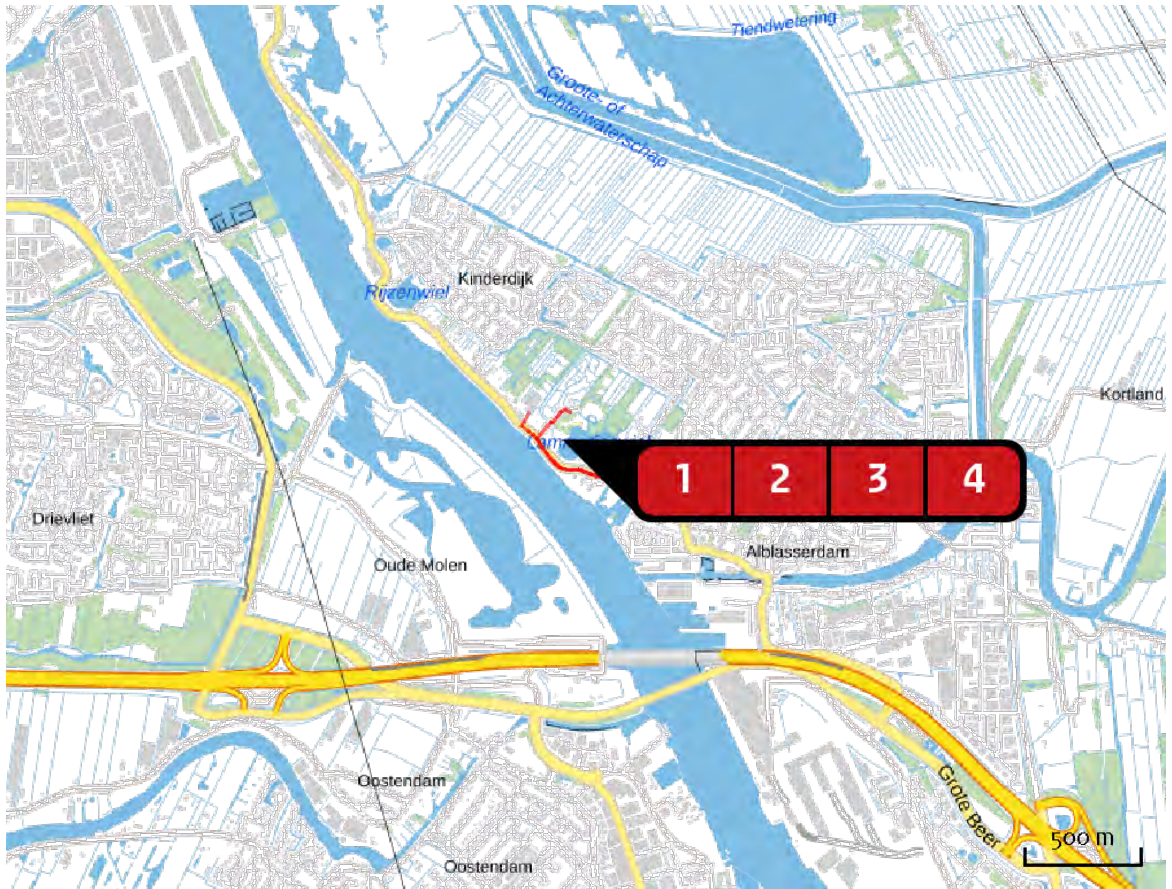 Tiendwetering
Groote- of
Achterwaterschap
Kinderdijk
Rijzenwiel
Kortland
1 2 3 4
Drievliet
Alblasserdam
Oude Molen
Oostendam
Grote Beer
500 m
Oostendam